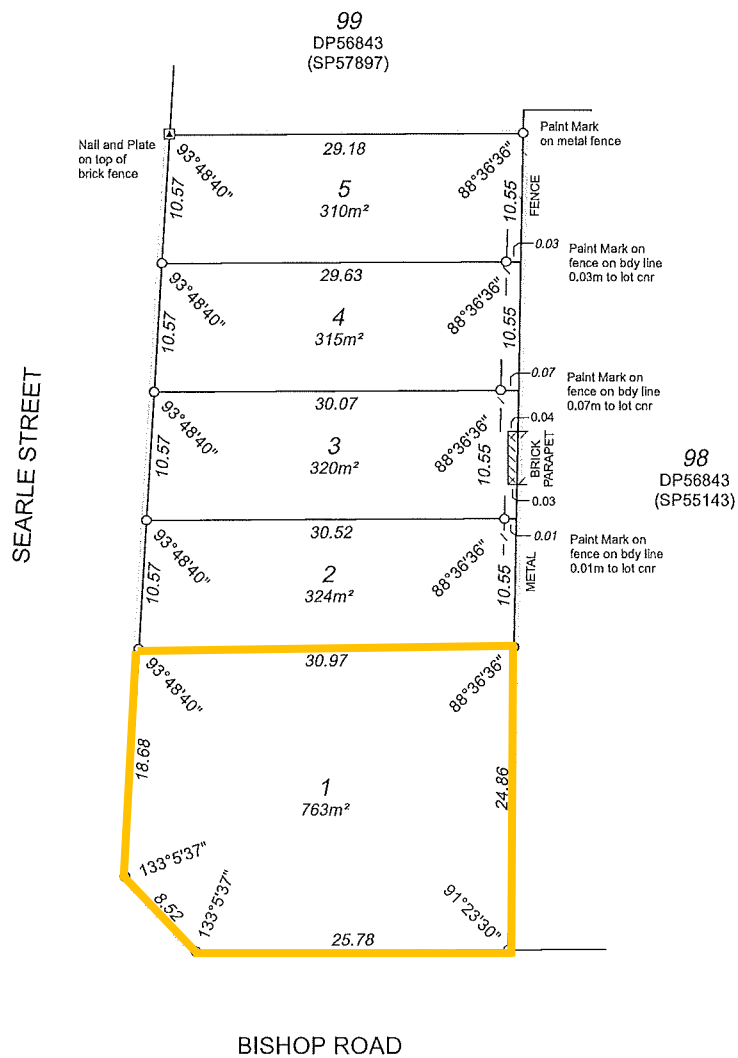 99
DP56843
(SP57897)
Nail and Plate
on top of
brick fence
Paint Mark
on metal fence
29.18
93°48'40"
88°36'36"
5
310m²
10.57
10.55
FENCE
0.03
Paint Mark on
fence on bdy line
0.03m to lot cnr
29.63
93°48'40"
88°36'36"
4
315m²
10.57
10.55
0.07
Paint Mark on
fence on bdy line
0.07m to lot cnr
30.07
93°48'40"
88°36'36"
3
320m²
10.57
10.55
0.04
BRICK
PARAPET
0.03
98
DP56843
(SP55143)
SEARLE STREET
30.52
93°48'40"
88°36'36"
2
324m²
10.57
10.55
0.01
METAL
Paint Mark on
fence on bdy line
0.01m to lot cnr
30.97
93°48'40"
88°36'36"
18.68
1
763m²
24.86
133°5'37"
8.52
133°5'37"
91°23'30"
25.78
BISHOP ROAD